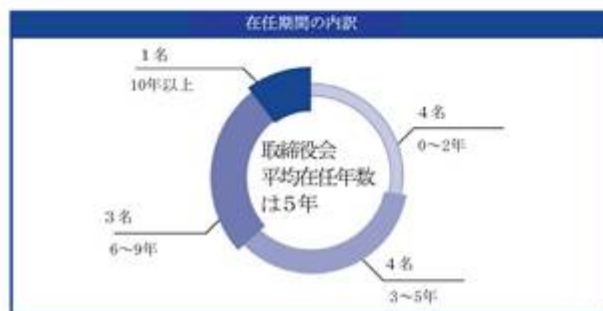 在任期間の内訳
1名
10年以上
4名
0～2年
取締役会
平均在任年数
は5年
3名
6～9年
4名
3～5年